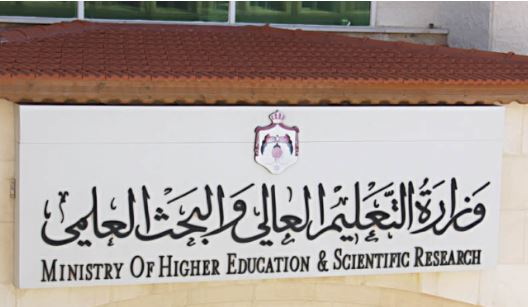 وزارة التعليم العالي والبحث العلمي
MINISTRY OF HIGHER EDUCATION & SCIENTIFIC RESEARCH